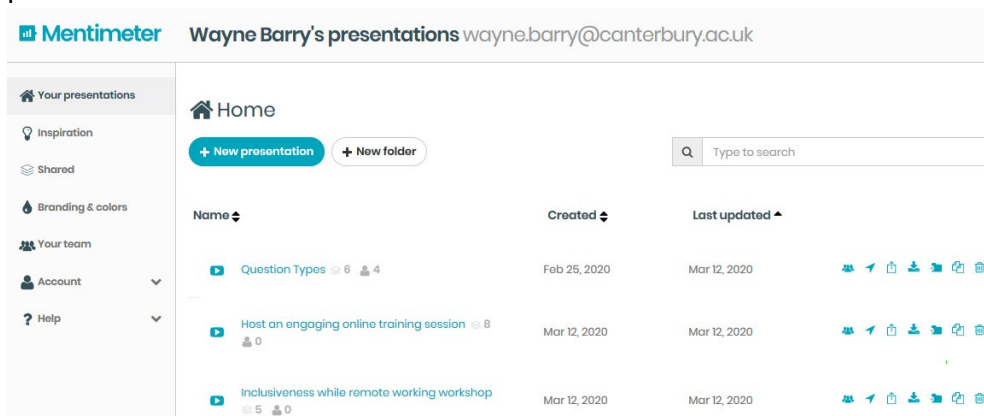 Mentimeter
Wayne Barry's presentations wayne.barry@canterbury.ac.uk
Your presentations
Inspiration
Shared
Branding & colors
Your team
Account
Help
Home
+ New presentation
+ New folder
Type to search
Name Created Last updated
Question Types 6 4 Feb 25, 2020 Mar 12, 2020
Host an engaging online training session 8
0 Mar 12, 2020 Mar 12, 2020
Inclusiveness while remote working workshop
5 0 Mar 12, 2020 Mar 12, 2020